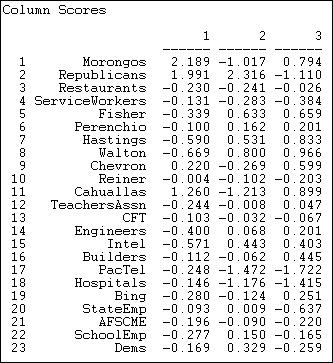 Column Scores
1 2 3
1 Morongos 2.189 -1.017 0.794
2 Republicans 1.991 2.316 -1.110
3 Restaurants -0.230 -0.241 -0.026
4 ServiceWorkers -0.131 -0.283 -0.384
5 Fisher -0.339 0.633 0.659
6 Perenchio -0.100 0.162 0.201
7 Hastings -0.590 0.531 0.833
8 Walton -0.669 0.800 0.966
9 Chevron 0.220 -0.269 0.599
10 Reiner -0.004 -0.102 -0.203
11 Cahuallas 1.260 -1.213 0.899
12 TeachersAssn -0.244 -0.008 0.047
13 CFT -0.103 -0.032 -0.067
14 Engineers -0.400 0.068 0.201
15 Intel -0.571 0.443 0.403
16 Builders -0.112 -0.062 0.445
17 PacTel -0.248 -1.472 -1.722
18 Hospitals -0.146 -1.176 -1.415
19 Bing -0.280 -0.124 0.251
20 StateEmp -0.093 0.009 -0.637
21 AFSCME -0.196 -0.090 -0.220
22 SchoolEmp -0.277 0.150 -0.165
23 Dems -0.169 0.329 -0.259